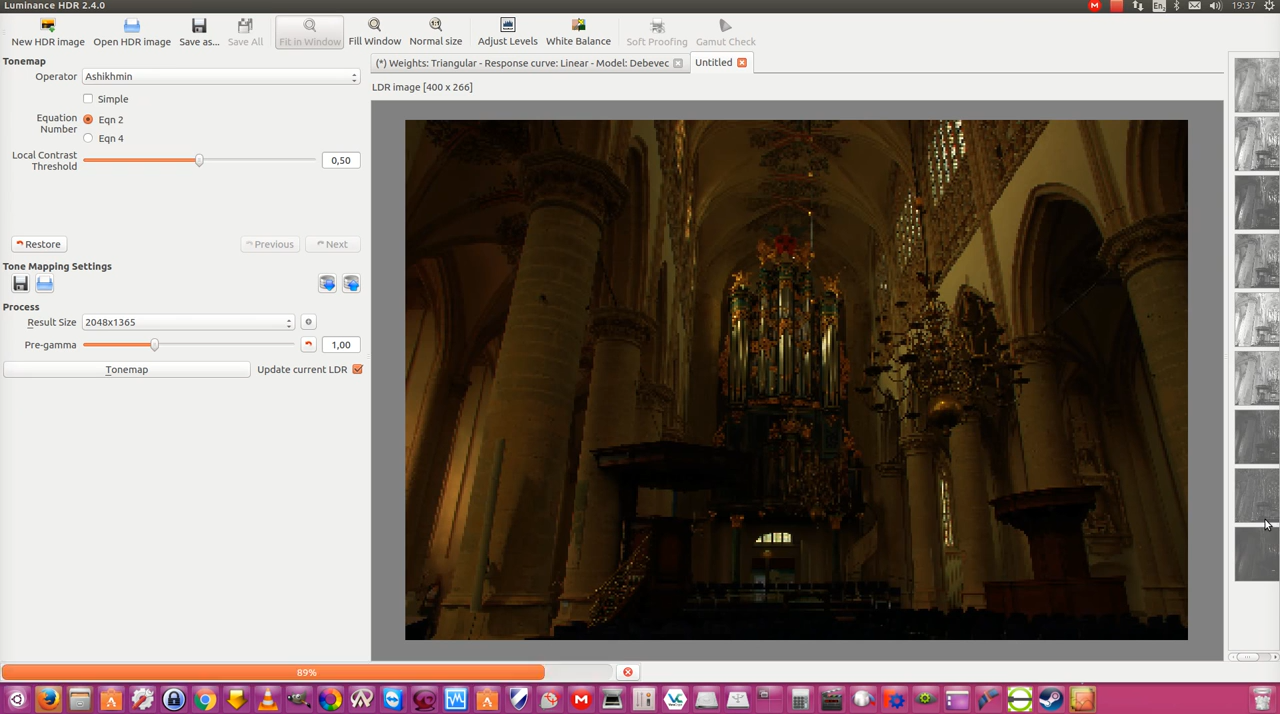 Luminance HDR 2.4.0
En
19:37
New HDR image
Open HDR image
Save as...
Save All
Fit in Window
Fill Window
Normal size
Adjust Levels
White Balance
Soft Proofing
Gamut Check
Tonemap
Operator Ashikhmin
Simple
Equation
Number
Eqn 2
Eqn 4
Local Contrast
Threshold
0,50
Restore
Previous
Next
Tone Mapping Settings
Process
Result Size 2048x1365
Pre-gamma 1,00
Tonemap
Update current LDR
89%
(*) Weights: Triangular - Response curve: Linear - Model: Debevec
Untitled
LDR image [400 x 266]